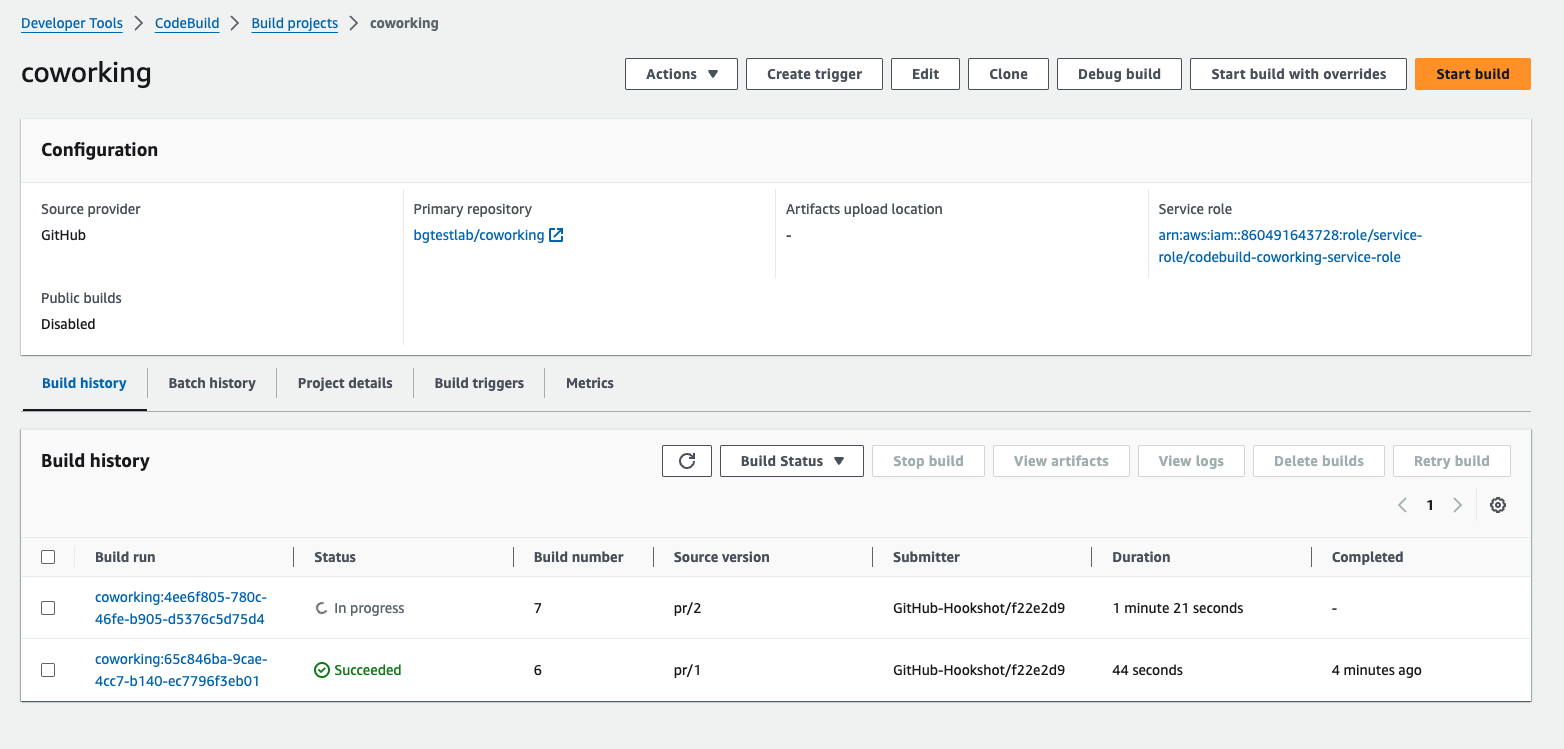 Developer Tools > CodeBuild > Build projects > coworking
coworking
Actions ▼ Create trigger Edit Clone Debug build Start build with overrides Start build
Configuration
Source provider
GitHub
Primary repository
bgtestlab/coworking
Artifacts upload location
-
Service role
arn:aws:iam::860491643728:role/service-
role/codebuild-coworking-service-role
Public builds
Disabled
Build history Batch history Project details Build triggers Metrics
Build history
Build Status ▼ Stop build View artifacts View logs Delete builds Retry build
< 1 >
Build run Status Build number Source version Submitter Duration Completed
coworking:4ee6f805-780c-
46fe-b905-d5376c5d75d4
In progress 7 pr/2 GitHub-Hookshot/f22e2d9 1 minute 21 seconds -
coworking:65c846ba-9cae-
4cc7-b140-ec7796f3eb01
Succeeded 6 pr/1 GitHub-Hookshot/f22e2d9 44 seconds 4 minutes ago